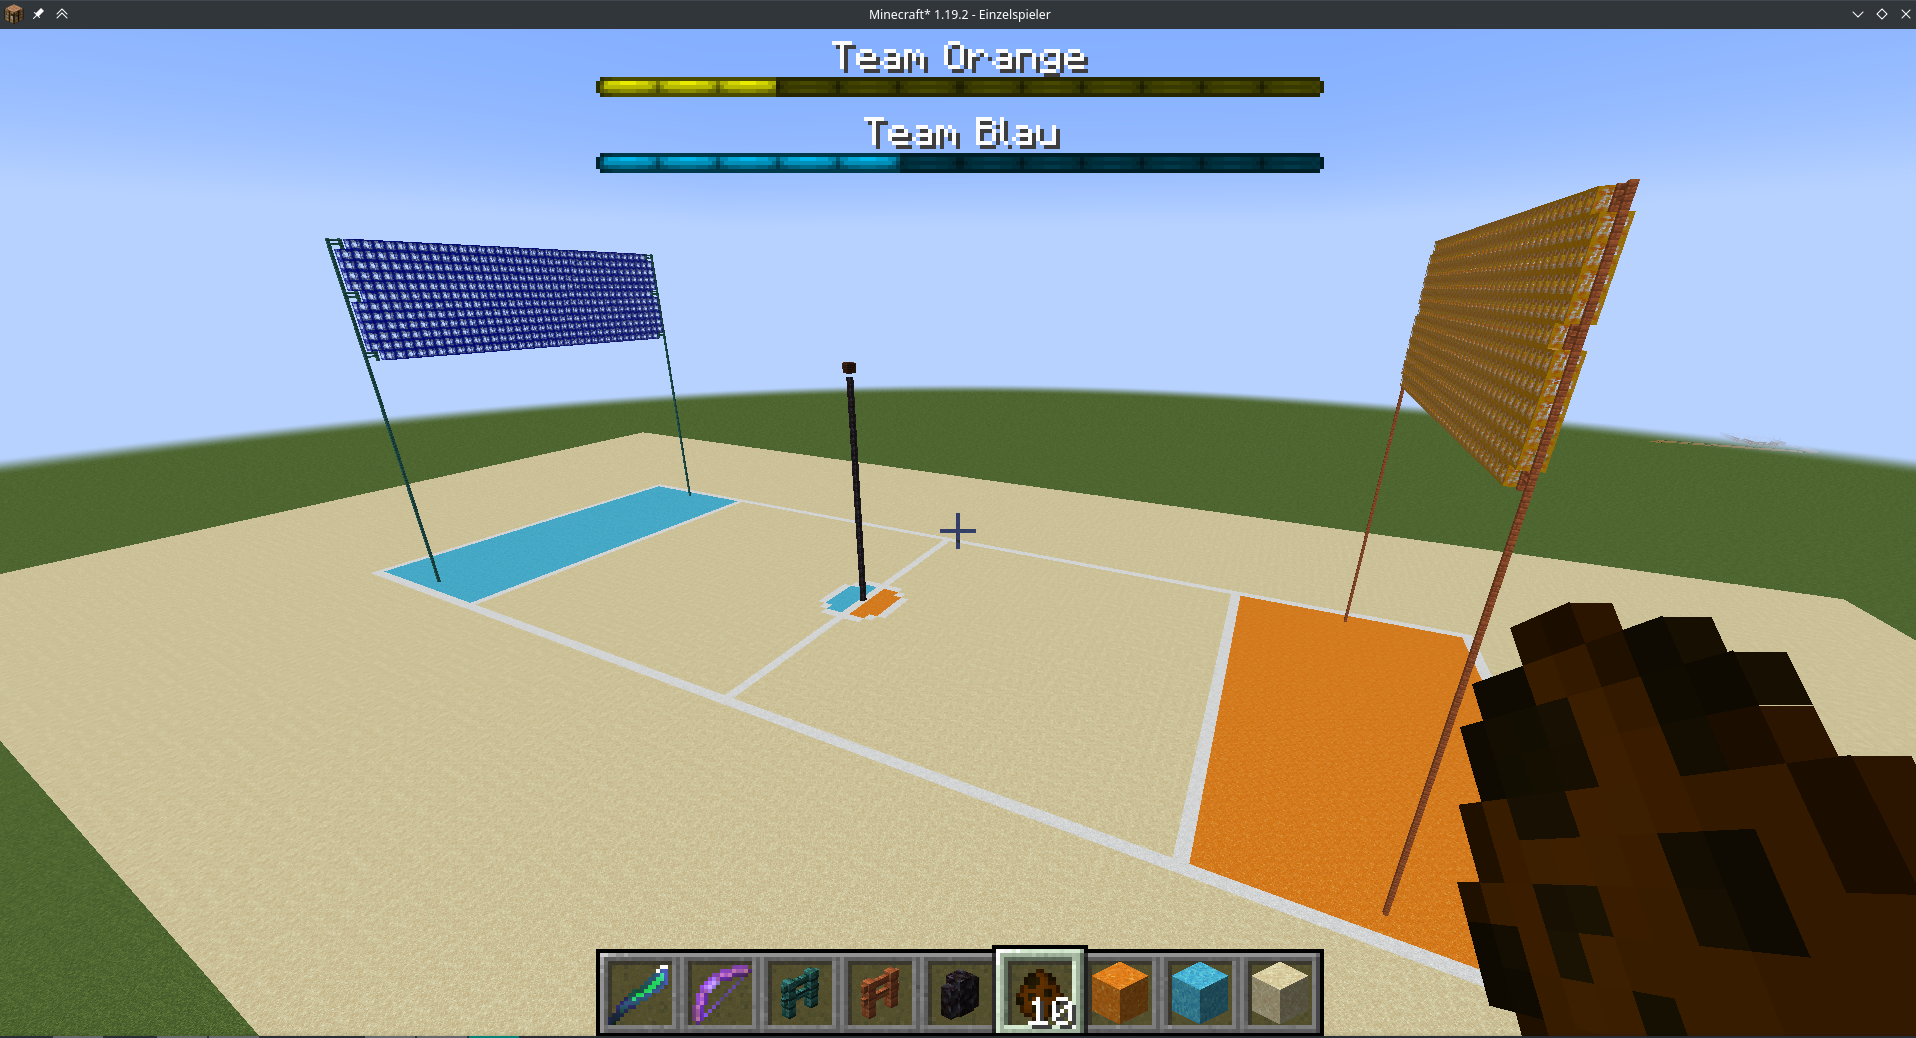 Minecraft* 1.19.2 - Einzelspieler
Team Orange
Team Blau
10